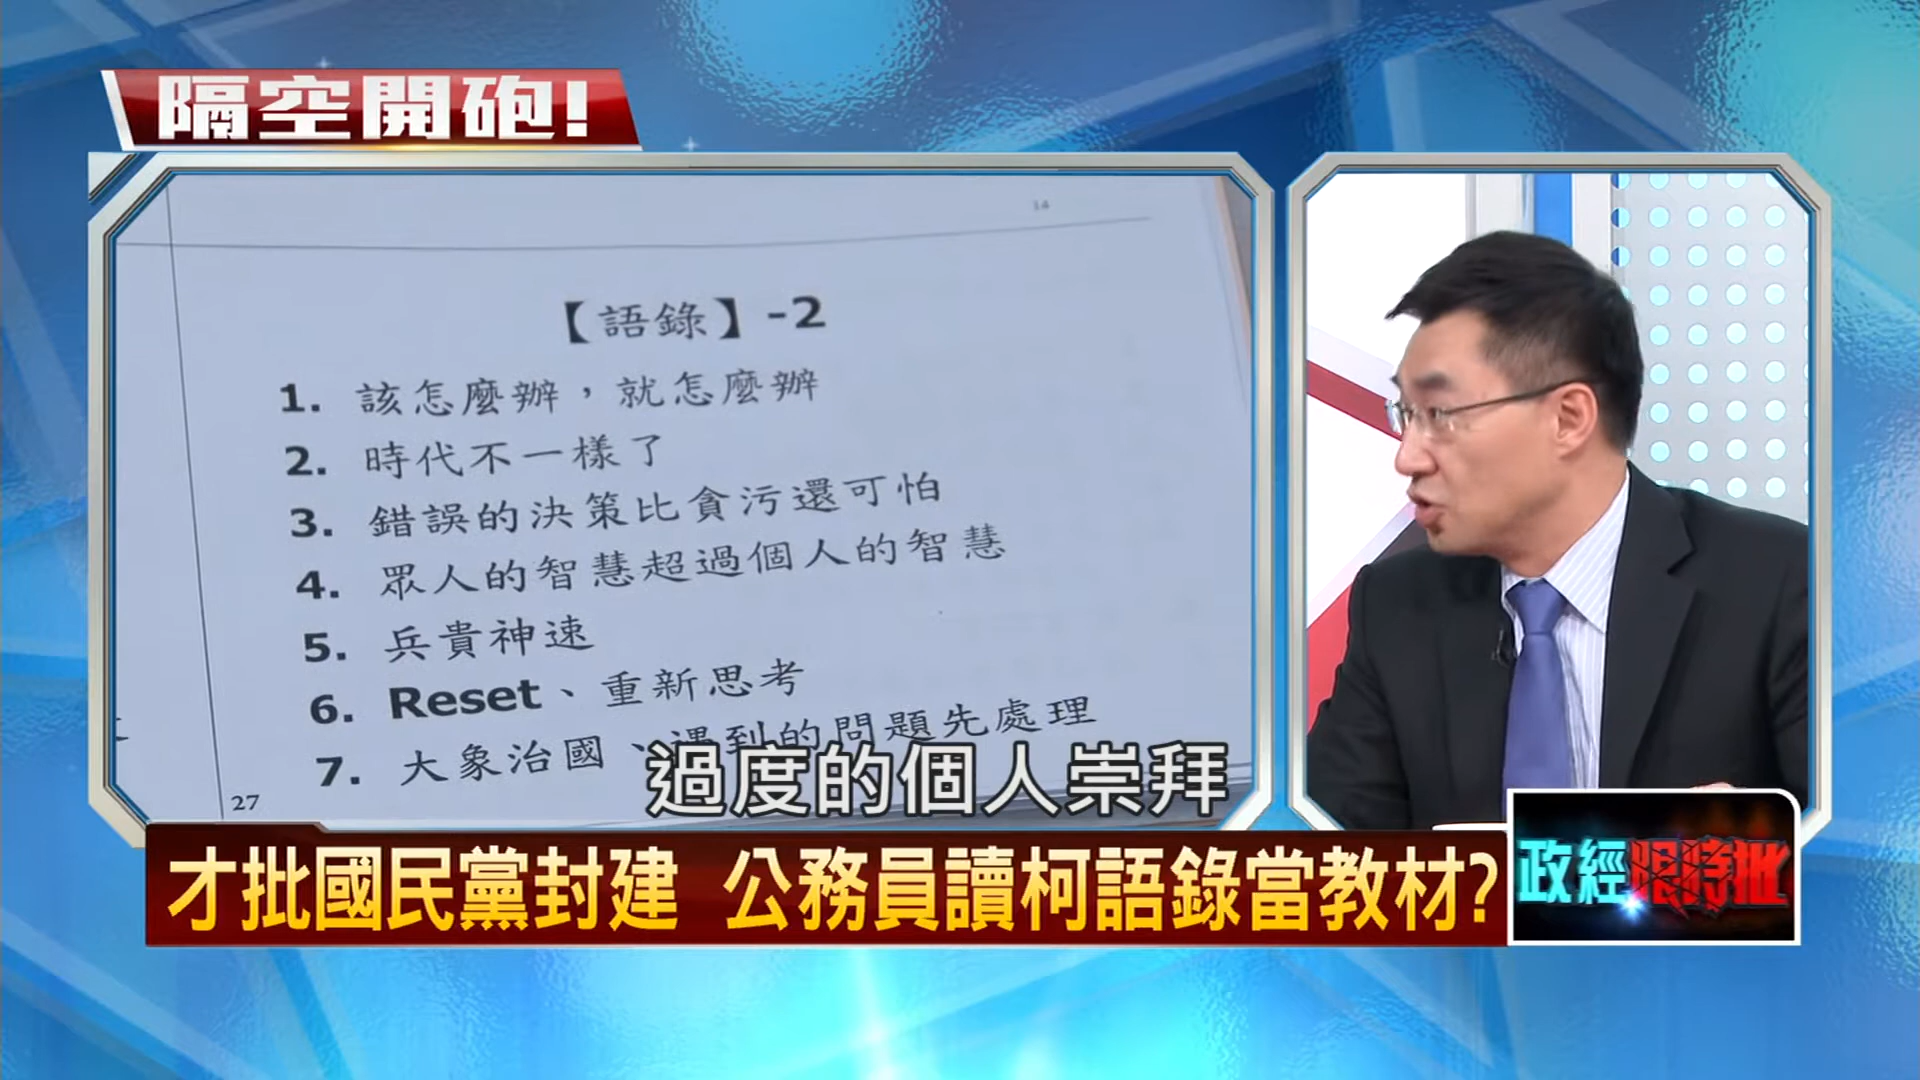 隔空開砲!
14
【語錄】-2
1. 該怎麼辦，就怎麼辦
2. 時代不一樣了
3. 錯誤的決策比貪污還可怕
4. 眾人的智慧超過個人的智慧
5. 兵貴神速
6. Reset、重新思考
7. 大象治國、遇到的問題先處理
27
過度的個人崇拜
才批國民黨封建 公務員讀柯語錄當教材?
政經